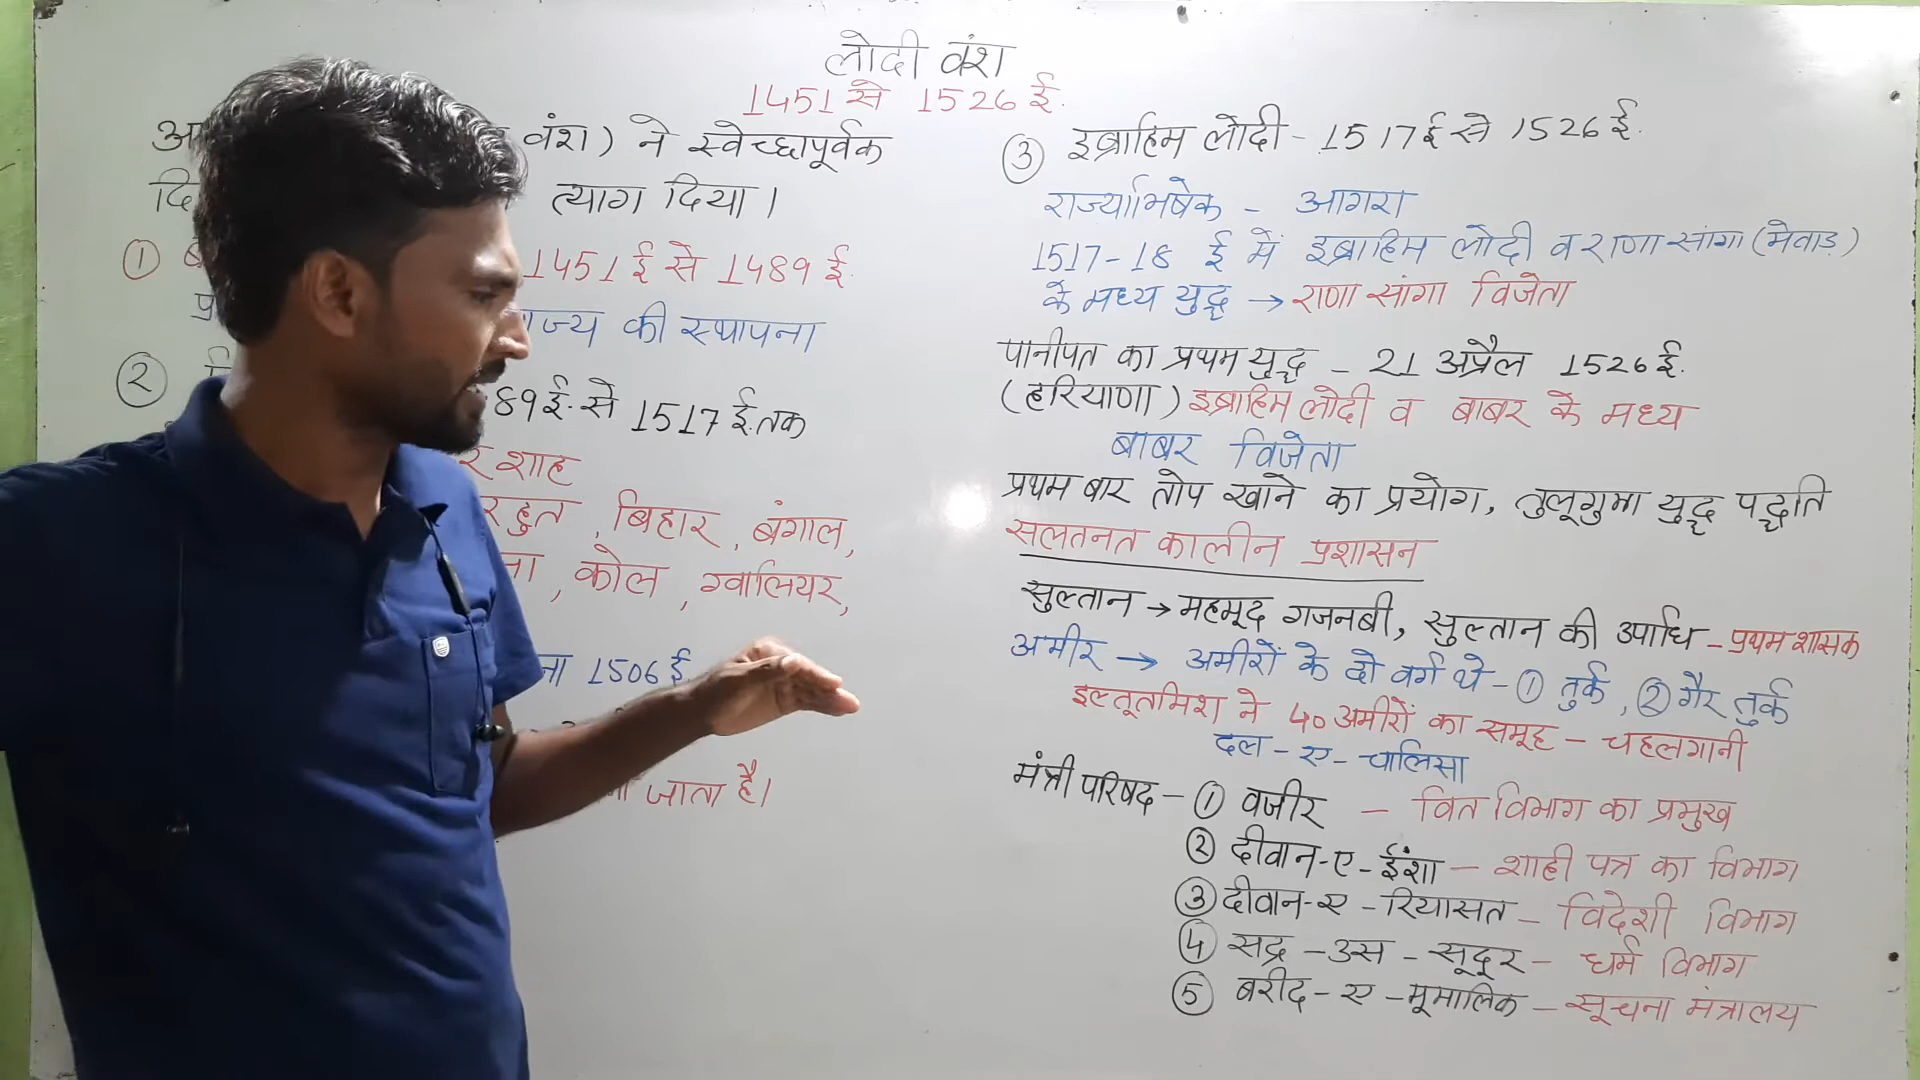 लोदी वंश
1451 से 1526 ई.
वंश) ने स्वेच्छापूर्वक
दि त्याग दिया।
① 1451 ई से 1489 ई.
ज्य की स्थापना
② 89 ई. से 1517 ई. तक
र शाह
रहुत, बिहार, बंगाल,
ना, कोल, ग्वालियर,
ना 1506 ई.
जाता है।
③ इब्राहिम लोदी - 1517 ई से 1526 ई.
राज्याभिषेक - आगरा
1517-18 ई में इब्राहिम लोदी व राणा सांगा (मेवाड़)
के मध्य युद्ध → राणा सांगा विजेता
पानीपत का प्रथम युद्ध - 21 अप्रैल 1526 ई.
(हरियाणा) इब्राहिम लोदी व बाबर के मध्य
बाबर विजेता
प्रथम बार तोप खाने का प्रयोग, तुलूगुमा युद्ध पद्धति
सलतनत कालीन प्रशासन
सुल्तान → महमूद गजनबी, सुल्तान की उपाधि - प्रथम शासक
अमीर → अमीरों के दो वर्ग थे - ① तुर्क, ② गैर तुर्क
इल्तूतमिश ने 40 अमीरों का समूह - चहलगानी
दल - ए - चालिसा
मंत्री परिषद - ① वजीर - वित विभाग का प्रमुख
② दीवान-ए-ईंशा - शाही पत्र का विभाग
③ दीवान-ए-रियासत - विदेशी विभाग
④ सद्र-उस-सूदूर - धर्म विभाग
⑤ बरीद-ए-मूमालिक - सूचना मंत्रालय